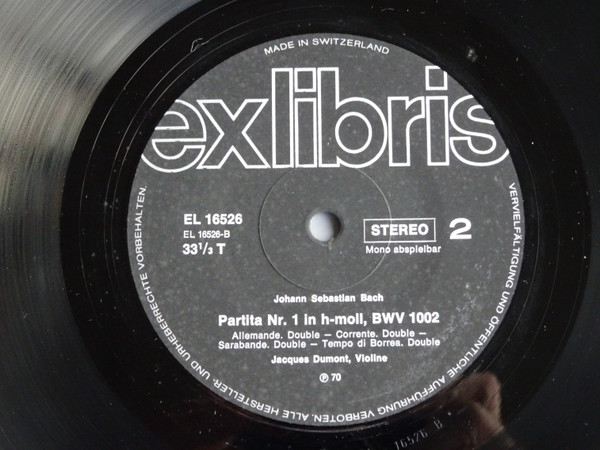 MADE IN SWITZERLAND
exlibris
EL 16526
EL 16526-B
33⅓ T
STEREO 2
Mono abspielbar
Johann Sebastian Bach
Partita Nr. 1 in h-moll, BWV 1002
Allemande. Double – Corrente. Double –
Sarabande. Double – Tempo di Borrea. Double
Jacques Dumont, Violine
℗ 70
ALLE HERSTELLER- UND URHEBERRECHTE VORBEHALTEN.
VERVIELFÄLTIGUNG UND ÖFFENTLICHE AUFFÜHRUNG VERBOTEN.
16526 B